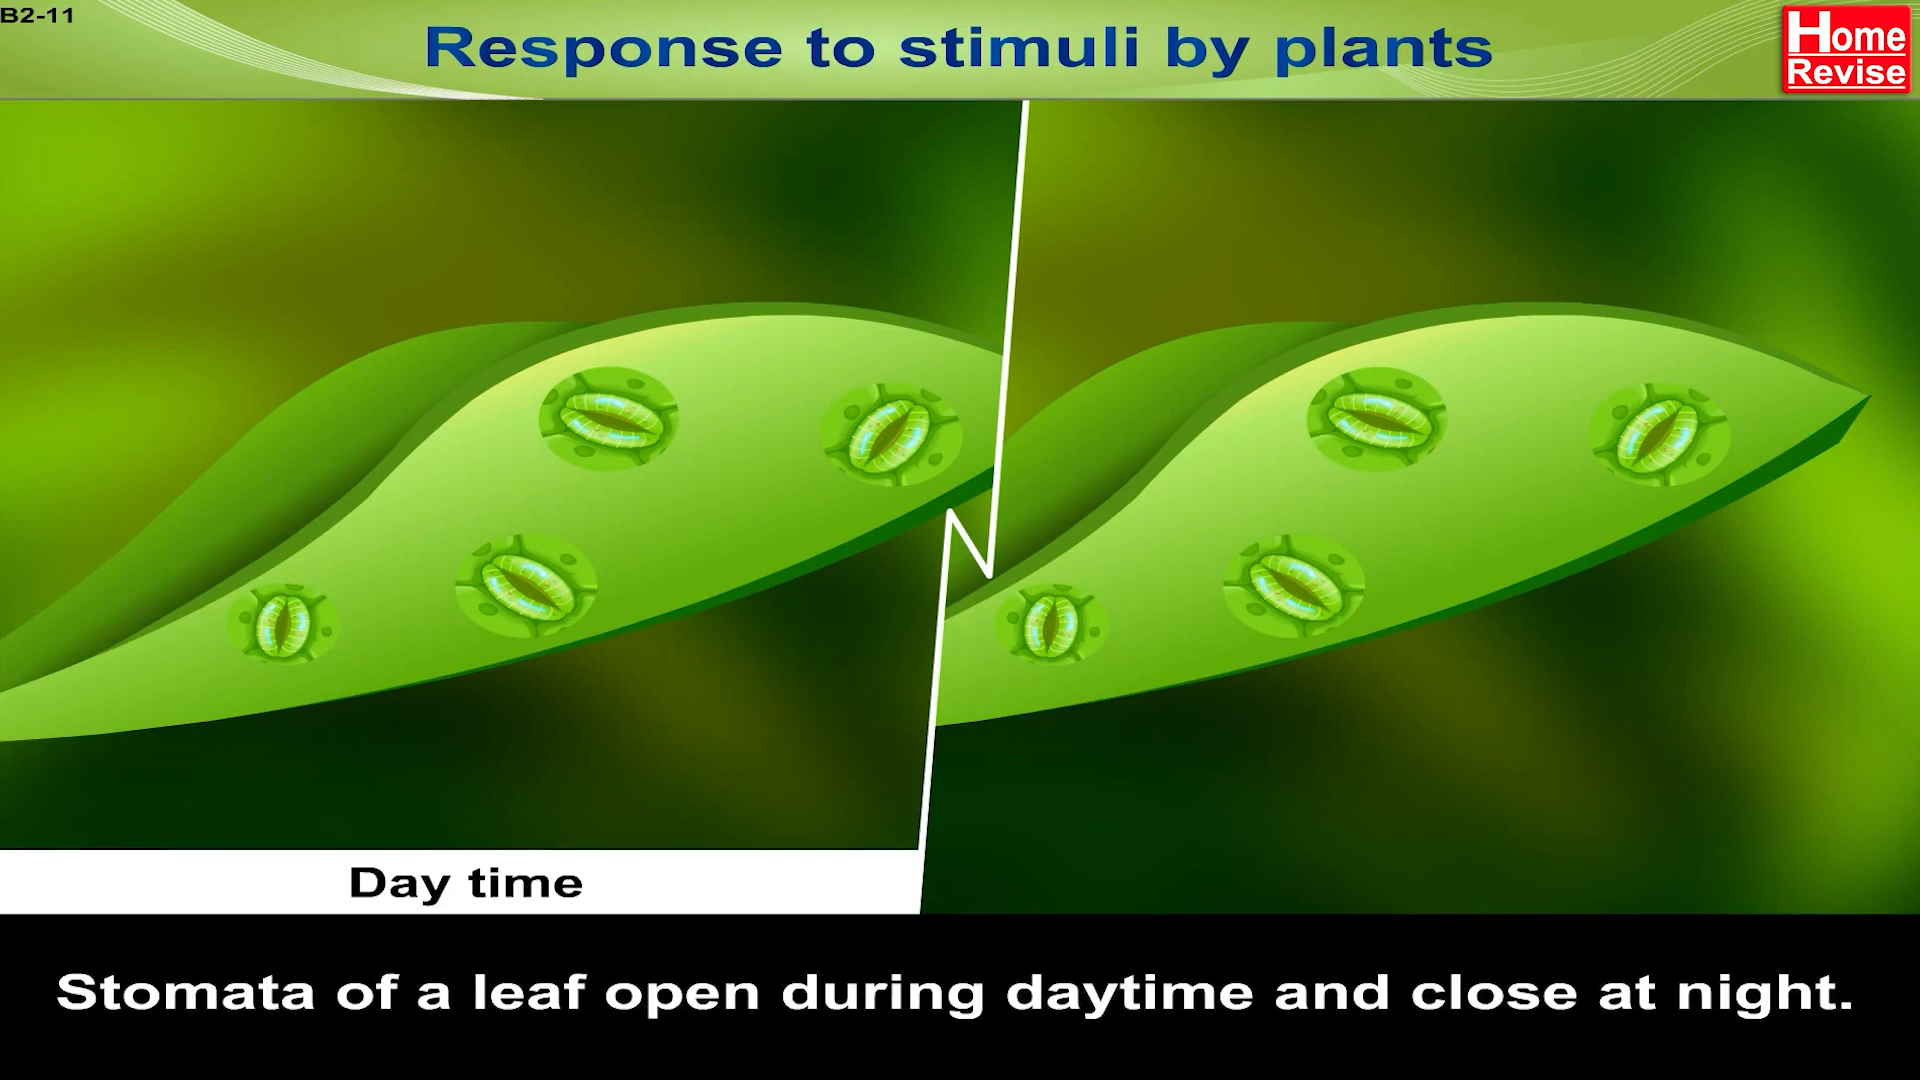 B2-11
Response to stimuli by plants
Home
Revise
Day time
Stomata of a leaf open during daytime and close at night.